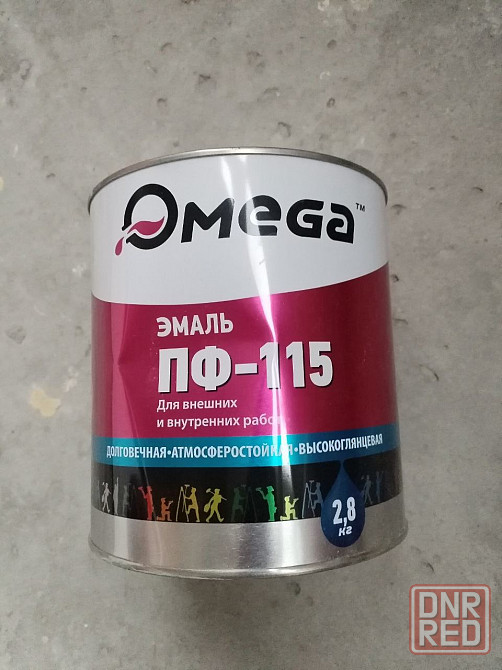 Omega™
ЭМАЛЬ
ПФ-115
Для внешних
и внутренних работ
ДОЛГОВЕЧНАЯ•АТМОСФЕРОСТОЙКАЯ•ВЫСОКОГЛЯНЦЕВАЯ
2,8
кг
DNR
RED